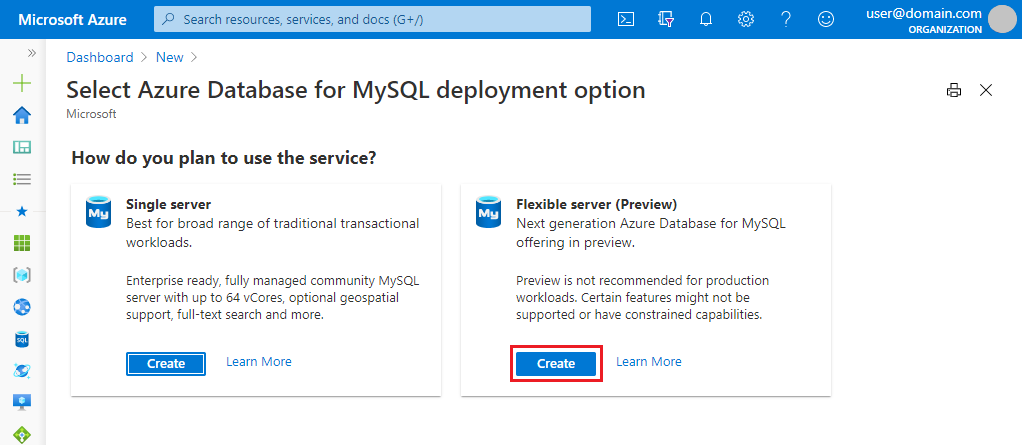 Microsoft Azure
Search resources, services, and docs (G+/)
user@domain.com
ORGANIZATION
Dashboard
New
Select Azure Database for MySQL deployment option
Microsoft
How do you plan to use the service?
My
Single server
Best for broad range of traditional transactional
workloads.
Enterprise ready, fully managed community MySQL
server with up to 64 vCores, optional geospatial
support, full-text search and more.
Create
Learn More
My
Flexible server (Preview)
Next generation Azure Database for MySQL
offering in preview.
Preview is not recommended for production
workloads. Certain features might not be
supported or have constrained capabilities.
Create
Learn More
SQL